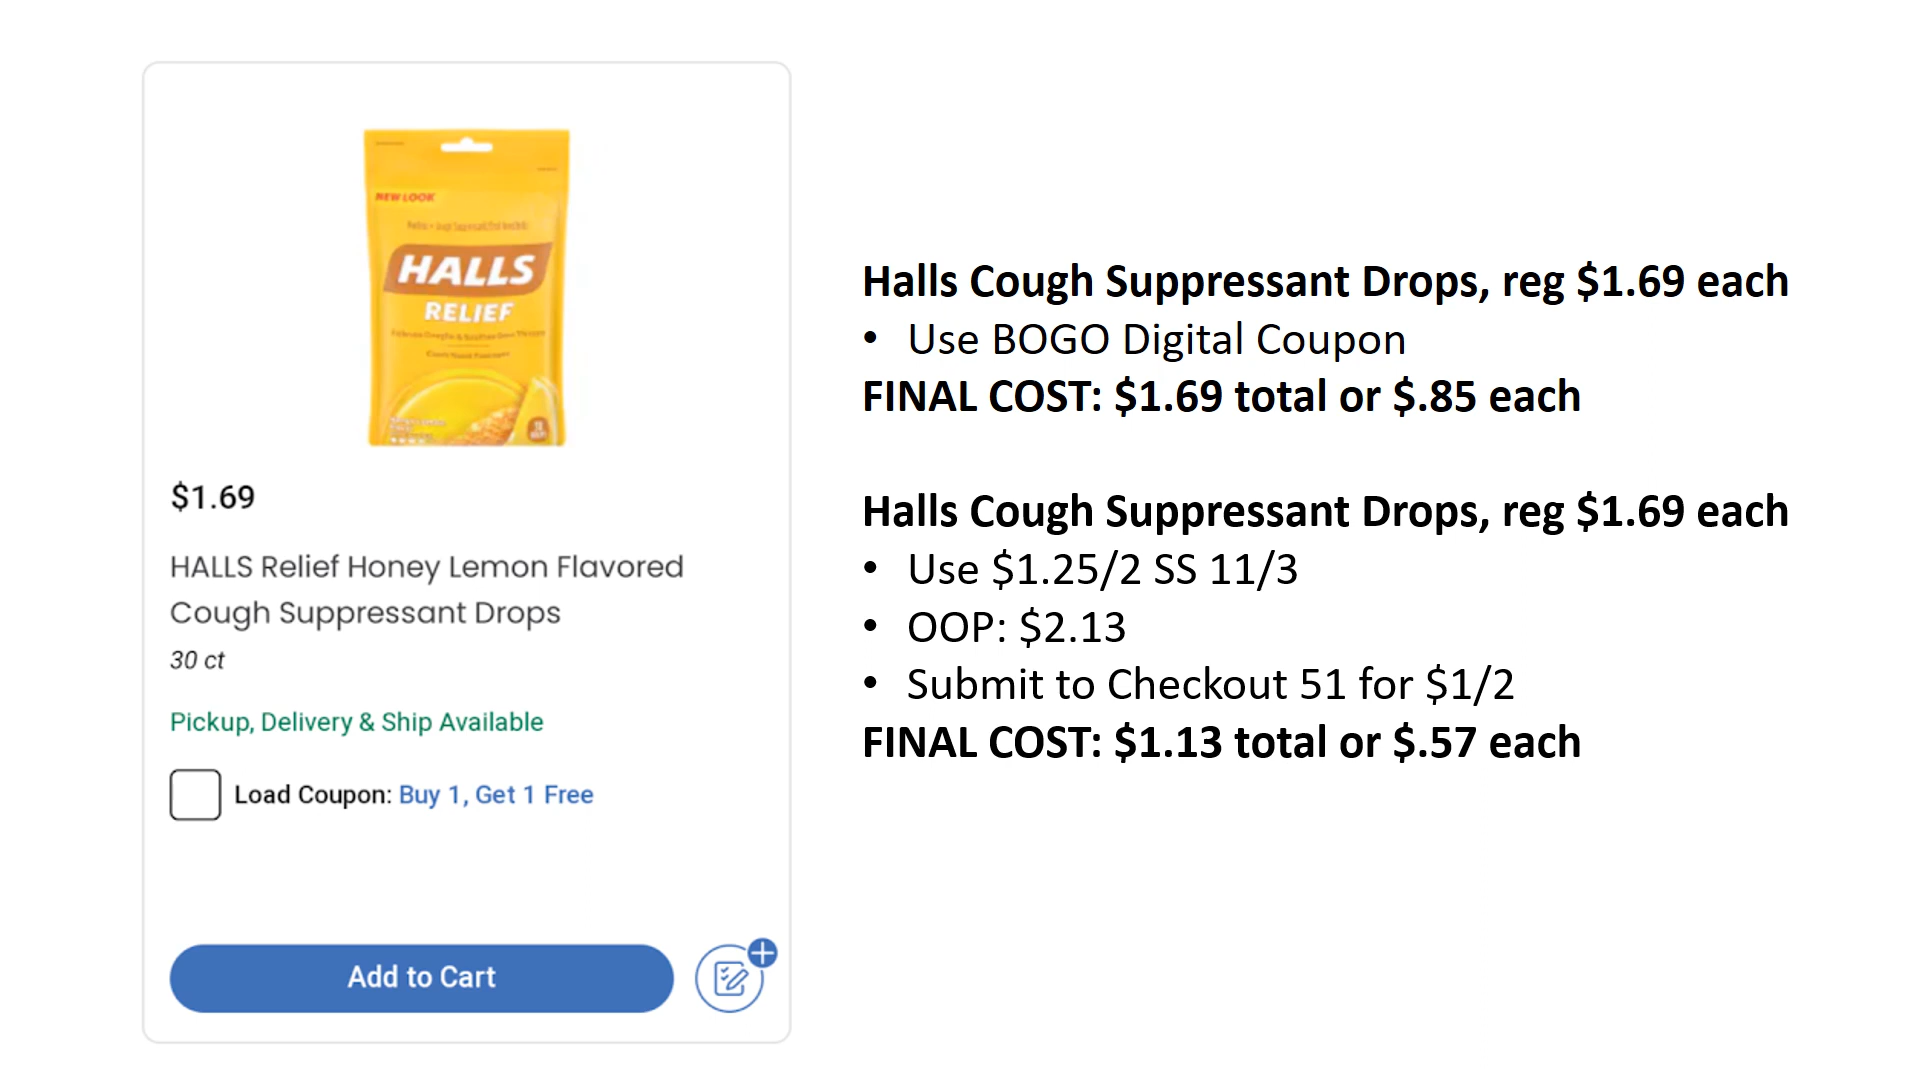 NEW LOOK
HALLS
RELIEF
$1.69
HALLS Relief Honey Lemon Flavored
Cough Suppressant Drops
30 ct
Pickup, Delivery & Ship Available
Load Coupon: Buy 1, Get 1 Free
Add to Cart
Halls Cough Suppressant Drops, reg $1.69 each
• Use BOGO Digital Coupon
FINAL COST: $1.69 total or $.85 each
Halls Cough Suppressant Drops, reg $1.69 each
• Use $1.25/2 SS 11/3
• OOP: $2.13
• Submit to Checkout 51 for $1/2
FINAL COST: $1.13 total or $.57 each